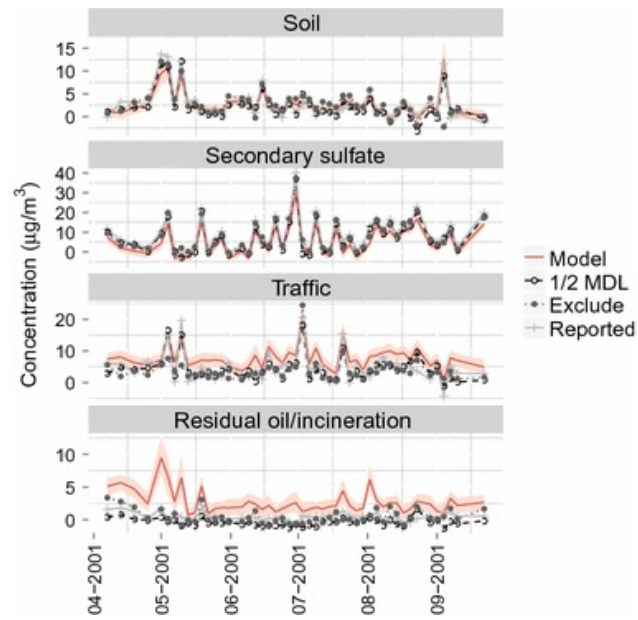 Soil
15
10
5
0
Secondary sulfate
40
30
20
10
0
Traffic
20
10
0
Residual oil/incineration
10
5
0
Concentration (μg/m³)
04−2001
05−2001
06−2001
07−2001
08−2001
09−2001
Model
1/2 MDL
Exclude
Reported